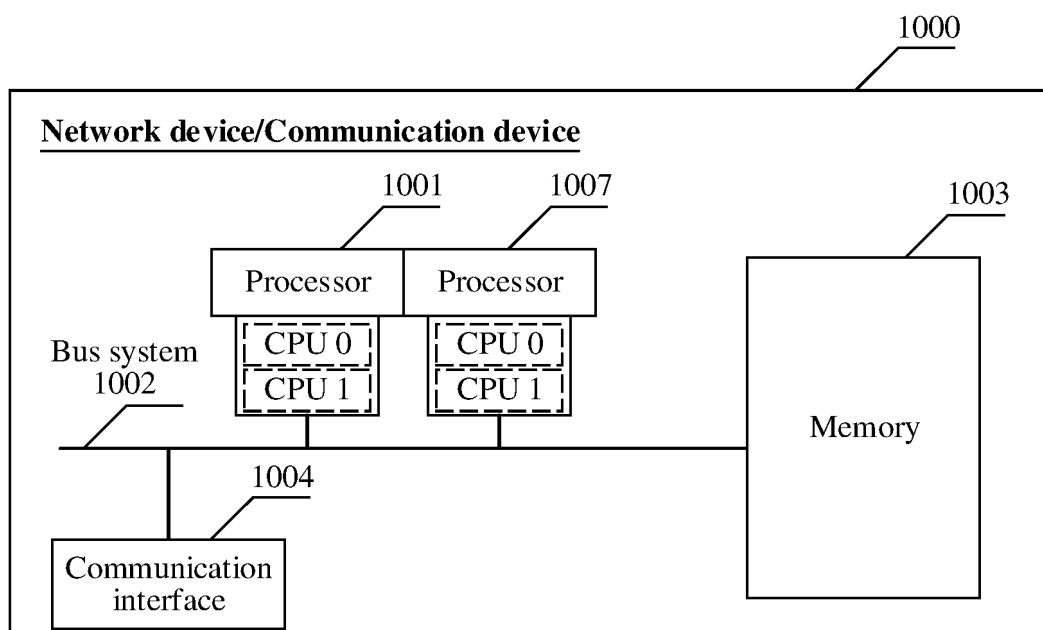 1000
Network device/Communication device
1001
1007
1003
Processor
Processor
CPU 0
CPU 0
CPU 1
CPU 1
Bus system
1002
Memory
1004
Communication
interface